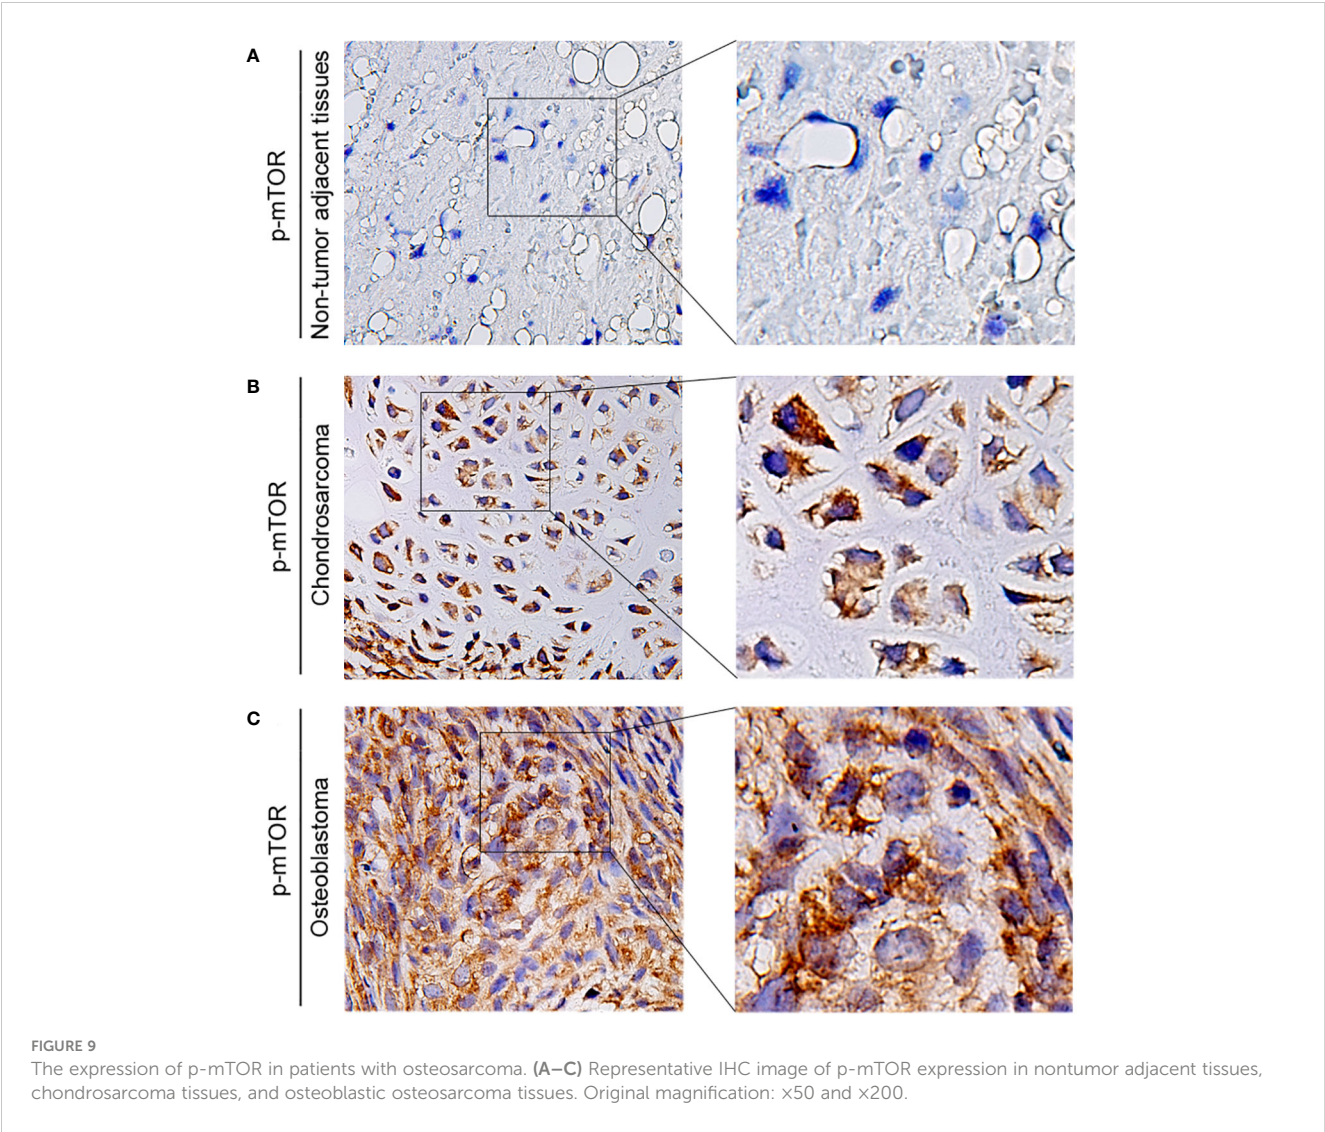 A
p-mTOR
Non-tumor adjacent tissues
B
p-mTOR
Chondrosarcoma
C
p-mTOR
Osteoblastoma
FIGURE 9
The expression of p-mTOR in patients with osteosarcoma. (A–C) Representative IHC image of p-mTOR expression in nontumor adjacent tissues,
chondrosarcoma tissues, and osteoblastic osteosarcoma tissues. Original magnification: ×50 and ×200.